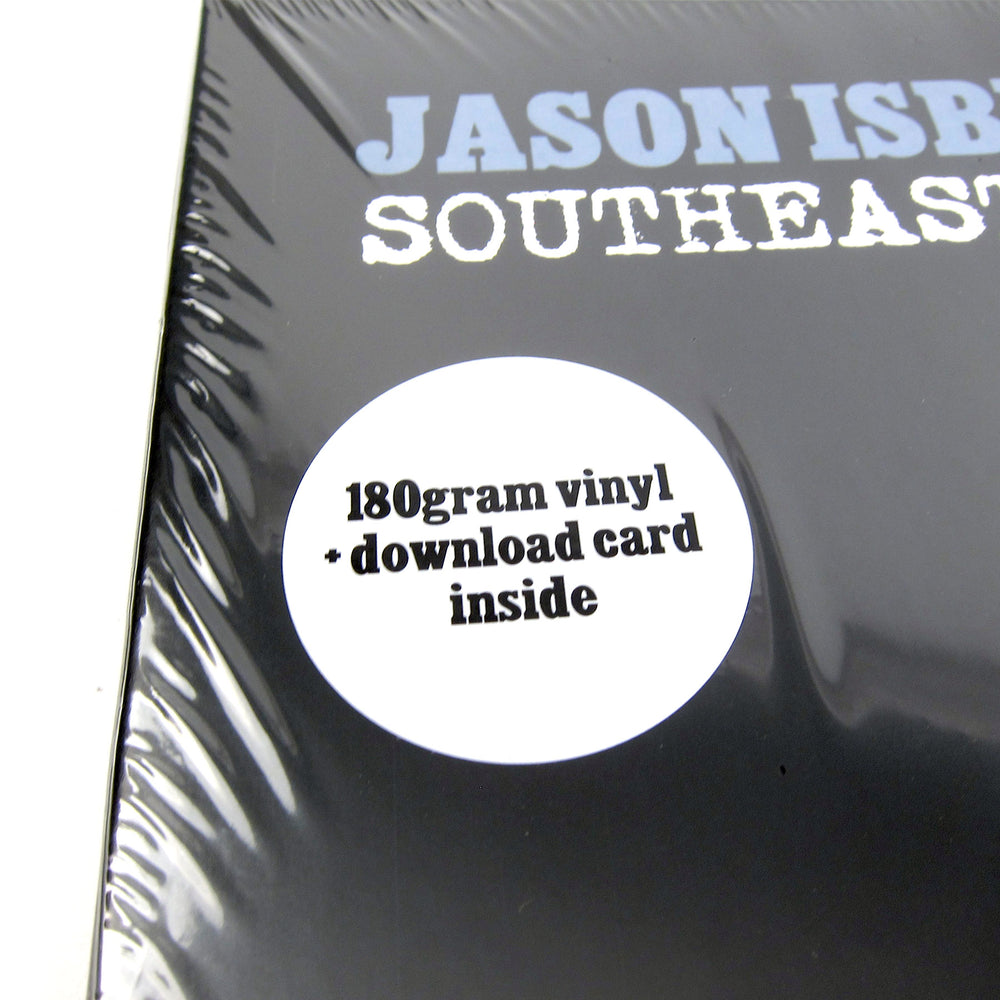 JASON ISB
SOUTHEAST
180gram vinyl
+ download card
inside